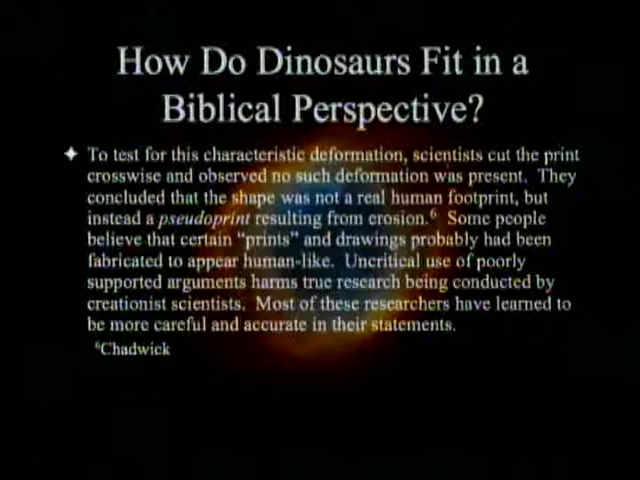 How Do Dinosaurs Fit in a
Biblical Perspective?
✦ To test for this characteristic deformation, scientists cut the print
crosswise and observed no such deformation was present. They
concluded that the shape was not a real human footprint, but
instead a pseudoprint resulting from erosion.⁶ Some people
believe that certain “prints” and drawings probably had been
fabricated to appear human-like. Uncritical use of poorly
supported arguments harms true research being conducted by
creationist scientists. Most of these researchers have learned to
be more careful and accurate in their statements.
⁶Chadwick